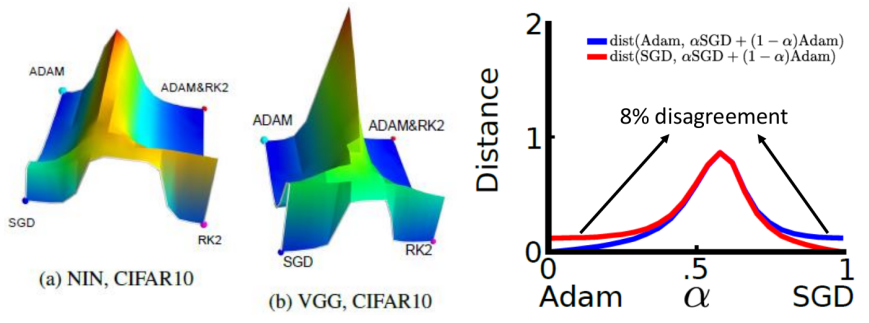 ADAM
ADAM&RK2
SGD
RK2
(a) NIN, CIFAR10
ADAM
ADAM&RK2
SGD
RK2
(b) VGG, CIFAR10
2
dist(Adam, αSGD + (1 − α)Adam)
dist(SGD, αSGD + (1 − α)Adam)
8% disagreement
Distance
1
0
0 .5 1
Adam α SGD